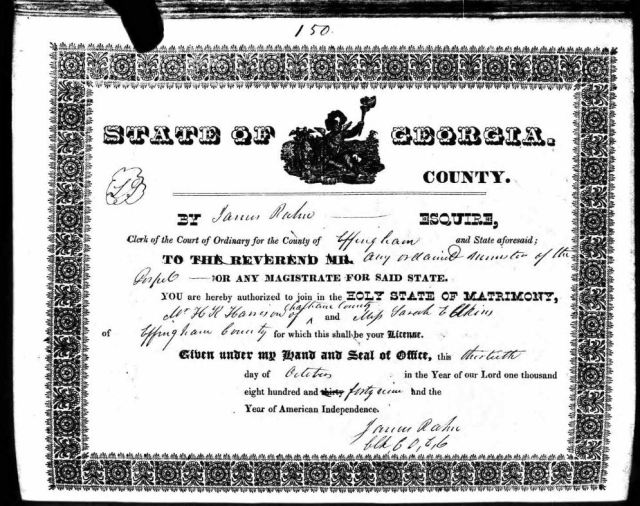 150
STATE OF GEORGIA.
COUNTY.
LS
BY James Rahn ESQUIRE,
Clerk of the Court of Ordinary for the County of Effingham and State aforesaid;
TO THE REVEREND MR. any ordained minister of the
Gospel OR ANY MAGISTRATE FOR SAID STATE.
YOU are hereby authorized to join in the HOLY STATE OF MATRIMONY,
Mr H R Harrison of Chatham County and Miss Sarah E Elkins
of Effingham County for which this shall be your License.
Given under my Hand and Seal of Office, this thirtieth
day of October in the Year of our Lord one thousand
eight hundred and thirty forty nine and the
Year of American Independence.
James Rahn
Clk C O, E, C